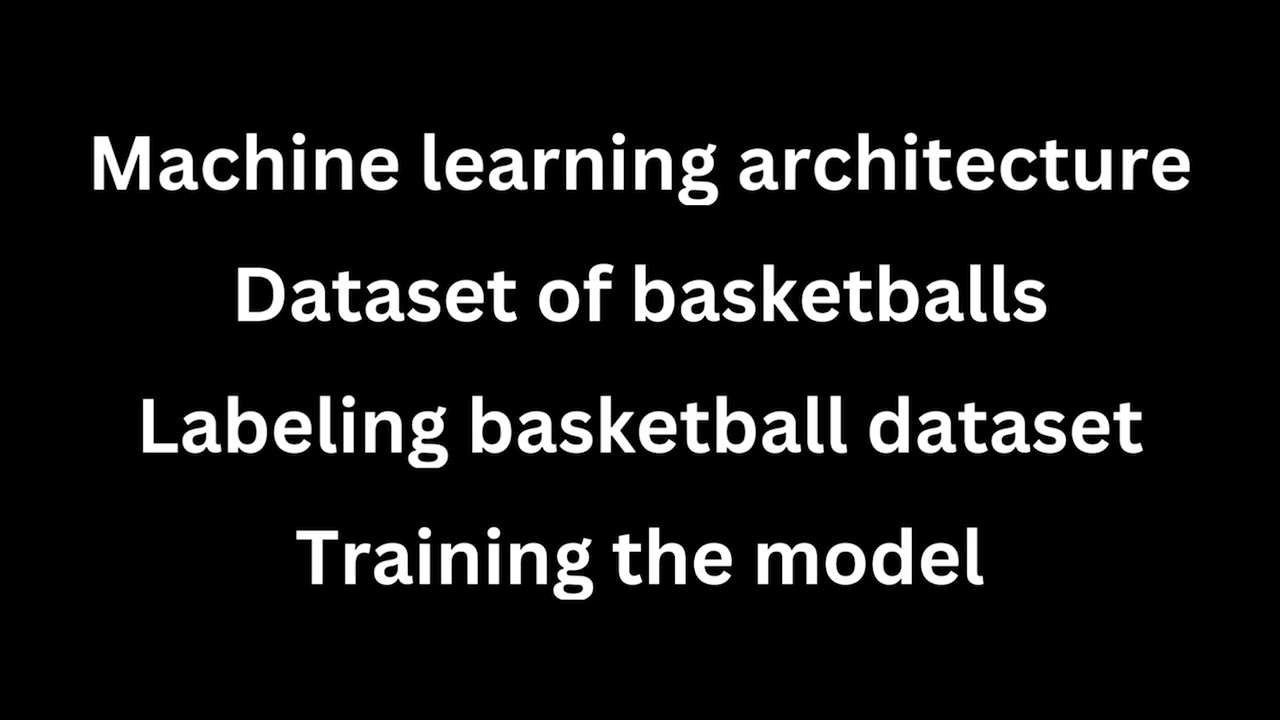 Machine learning architecture
Dataset of basketballs
Labeling basketball dataset
Training the model